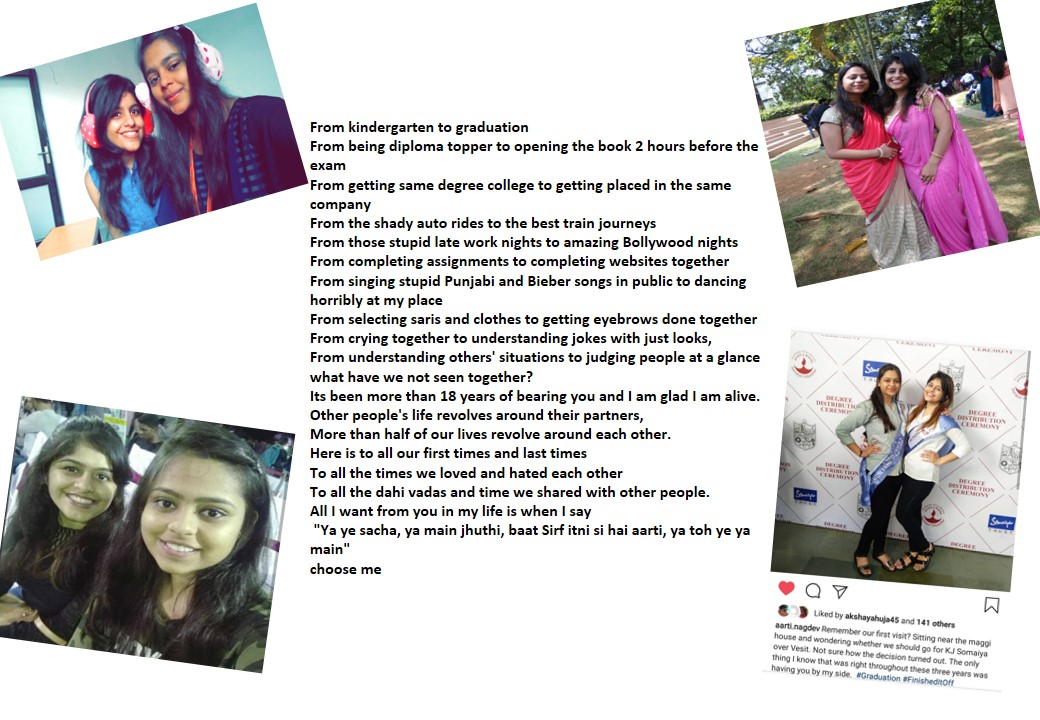 From kindergarten to graduation
From being diploma topper to opening the book 2 hours before the
exam
From getting same degree college to getting placed in the same
company
From the shady auto rides to the best train journeys
From those stupid late work nights to amazing Bollywood nights
From completing assignments to completing websites together
From singing stupid Punjabi and Bieber songs in public to dancing
horribly at my place
From selecting saris and clothes to getting eyebrows done together
From crying together to understanding jokes with just looks,
From understanding others' situations to judging people at a glance
what have we not seen together?
Its been more than 18 years of bearing you and I am glad I am alive.
Other people's life revolves around their partners,
More than half of our lives revolve around each other.
Here is to all our first times and last times
To all the times we loved and hated each other
To all the dahi vadas and time we shared with other people.
All I want from you in my life is when I say
"Ya ye sacha, ya main jhuthi, baat Sirf itni si hai aarti, ya toh ye ya
main"
choose me
CEREMONY
DEGREE
DISTRIBUTION
CEREMONY
DEGREE
DISTRIBUTION
CEREMONY
DEGREE
DISTRIBUTION
CEREMONY
Somaiya
TRUST
Somaiya
DEGREE
Liked by akshayahuja45 and 141 others
aarti.nagdev Remember our first visit? Sitting near the maggi
house and wondering whether we should go for KJ Somaiya
over Vesit. Not sure how the decision turned out. The only
thing I know that was right throughout these three years was
having you by my side. #Graduation #FinishedItOff